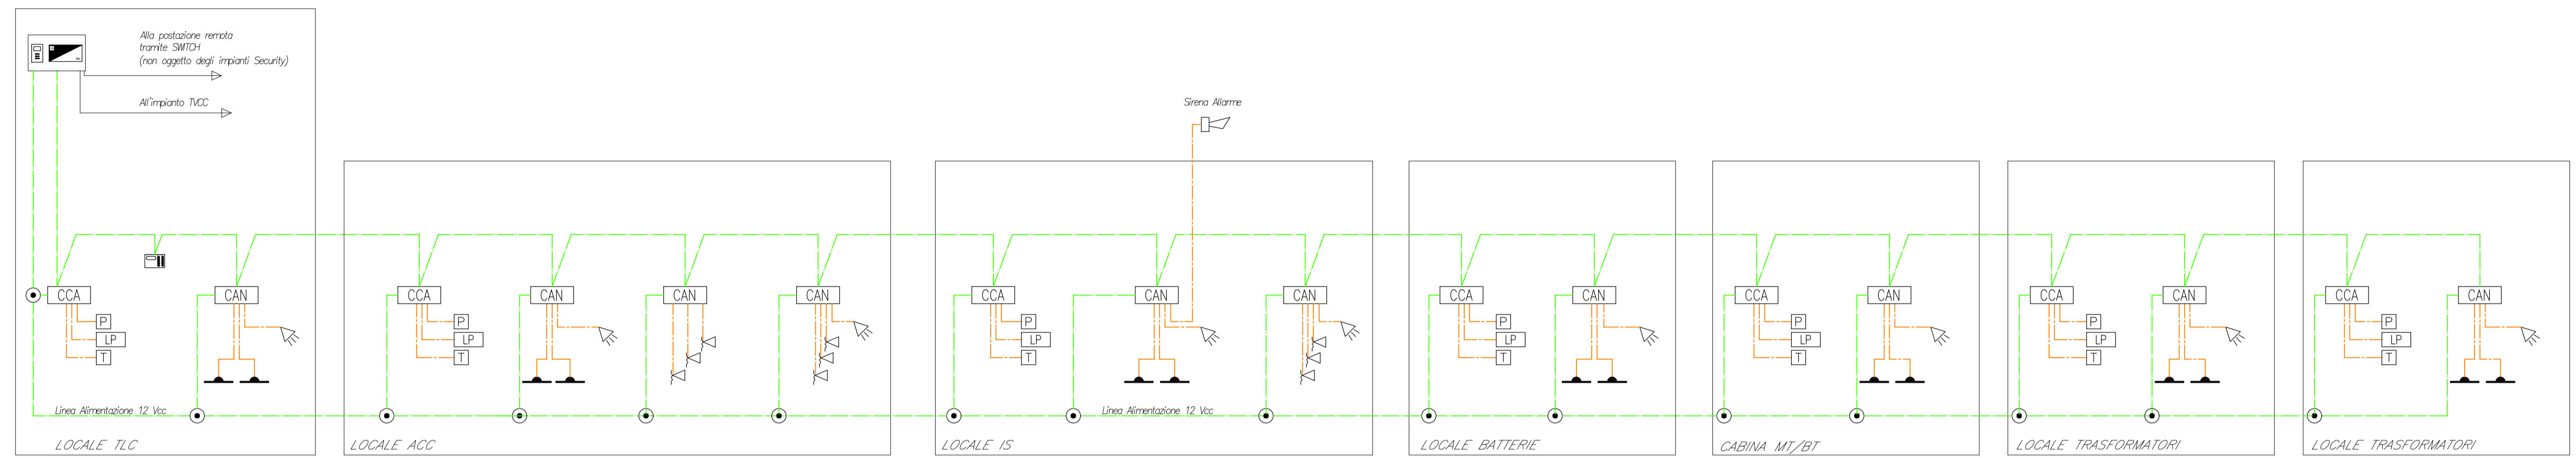 Alla postazione remota
tramite SWITCH
(non oggetto degli impianti Security)
All'impianto TVCC
CCA
CAN
P
LP
T
Linea Alimentazione 12 Vcc
LOCALE TLC
CCA
CAN
CAN
CAN
P
LP
T
LOCALE ACC
Sirena Allarme
CCA
CAN
CAN
P
LP
T
Linea Alimentazione 12 Vcc
LOCALE IS
CCA
CAN
P
LP
T
LOCALE BATTERIE
CCA
CAN
P
LP
T
CABINA MT/BT
CCA
CAN
P
LP
T
LOCALE TRASFORMATORI
CCA
CAN
P
LP
T
LOCALE TRASFORMATORI